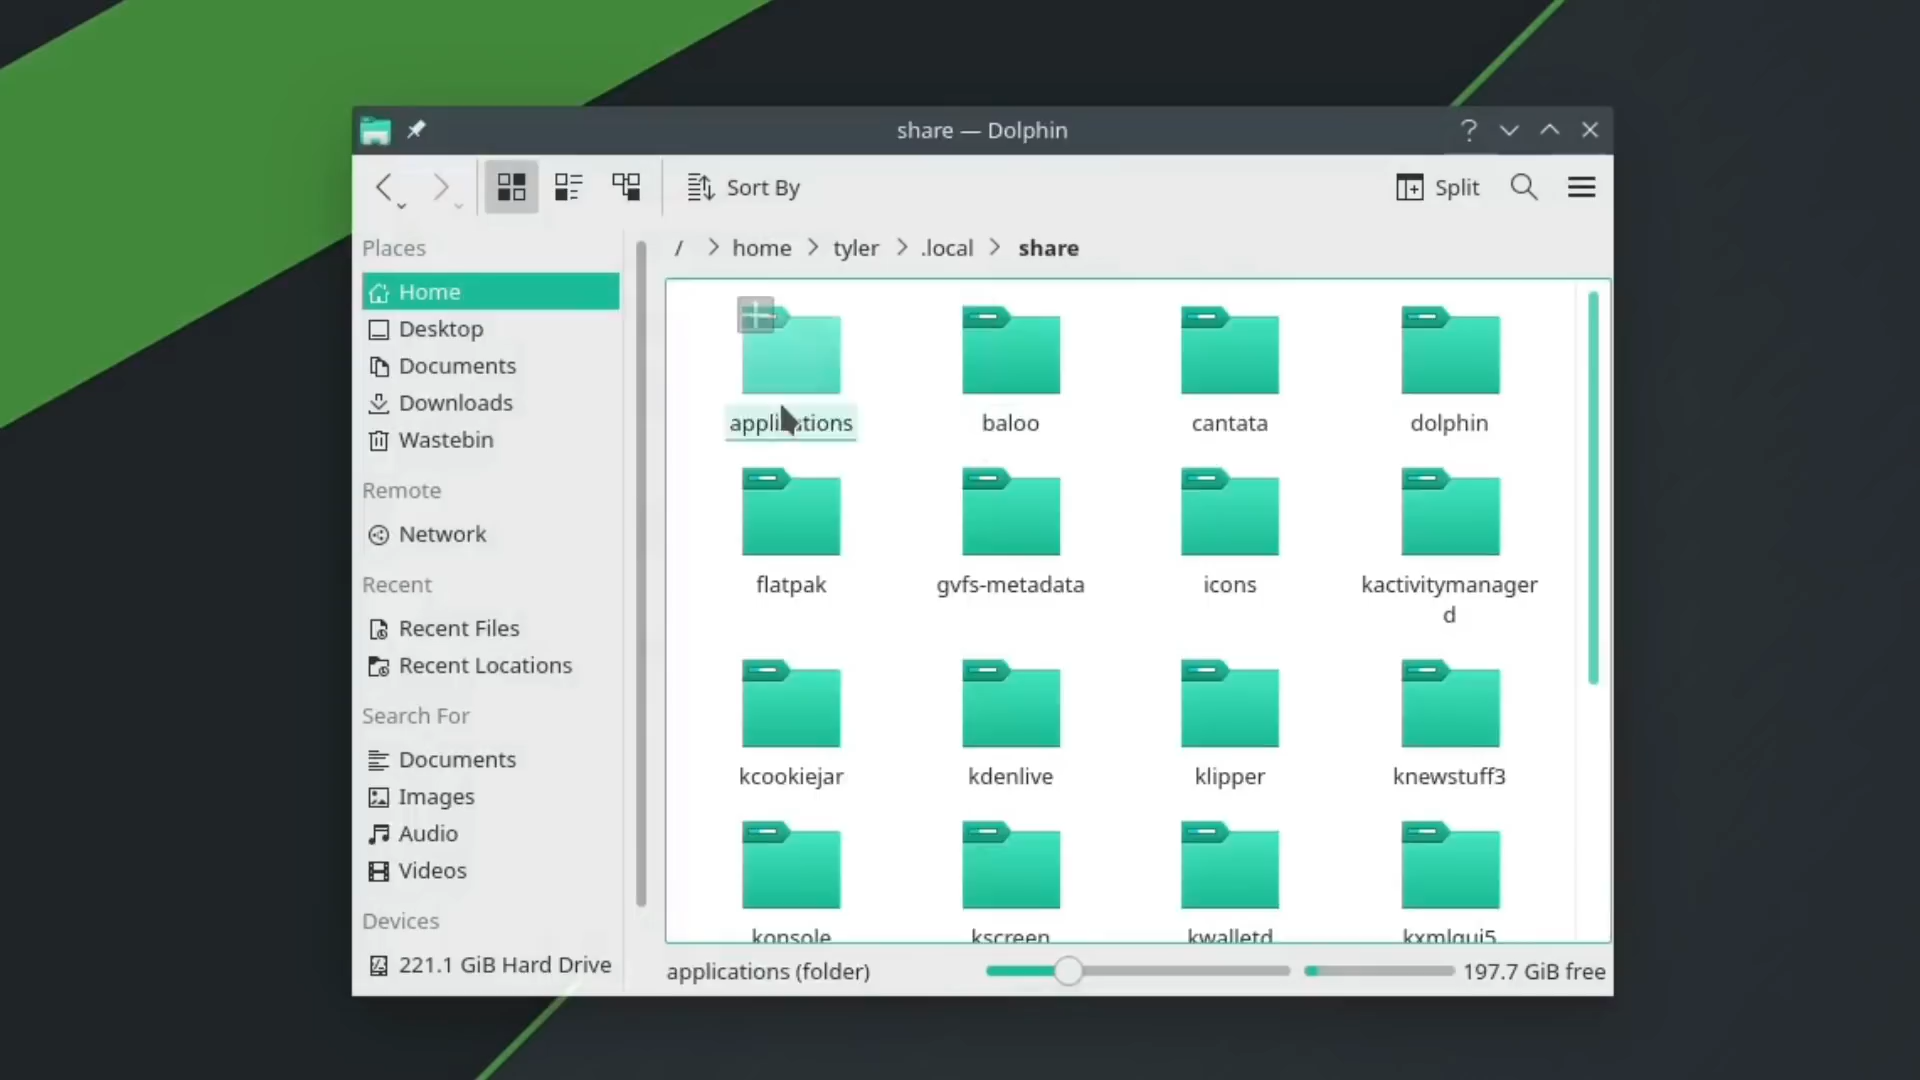 share — Dolphin
Sort By
Split
Places
Home
Desktop
Documents
Downloads
Wastebin
Remote
Network
Recent
Recent Files
Recent Locations
Search For
Documents
Images
Audio
Videos
Devices
221.1 GiB Hard Drive
/ > home > tyler > .local > share
applications
baloo
cantata
dolphin
flatpak
gvfs-metadata
icons
kactivitymanager
d
kcookiejar
kdenlive
klipper
knewstuff3
konsole
kscreen
kwalletd
kxmlgui5
applications (folder)
197.7 GiB free